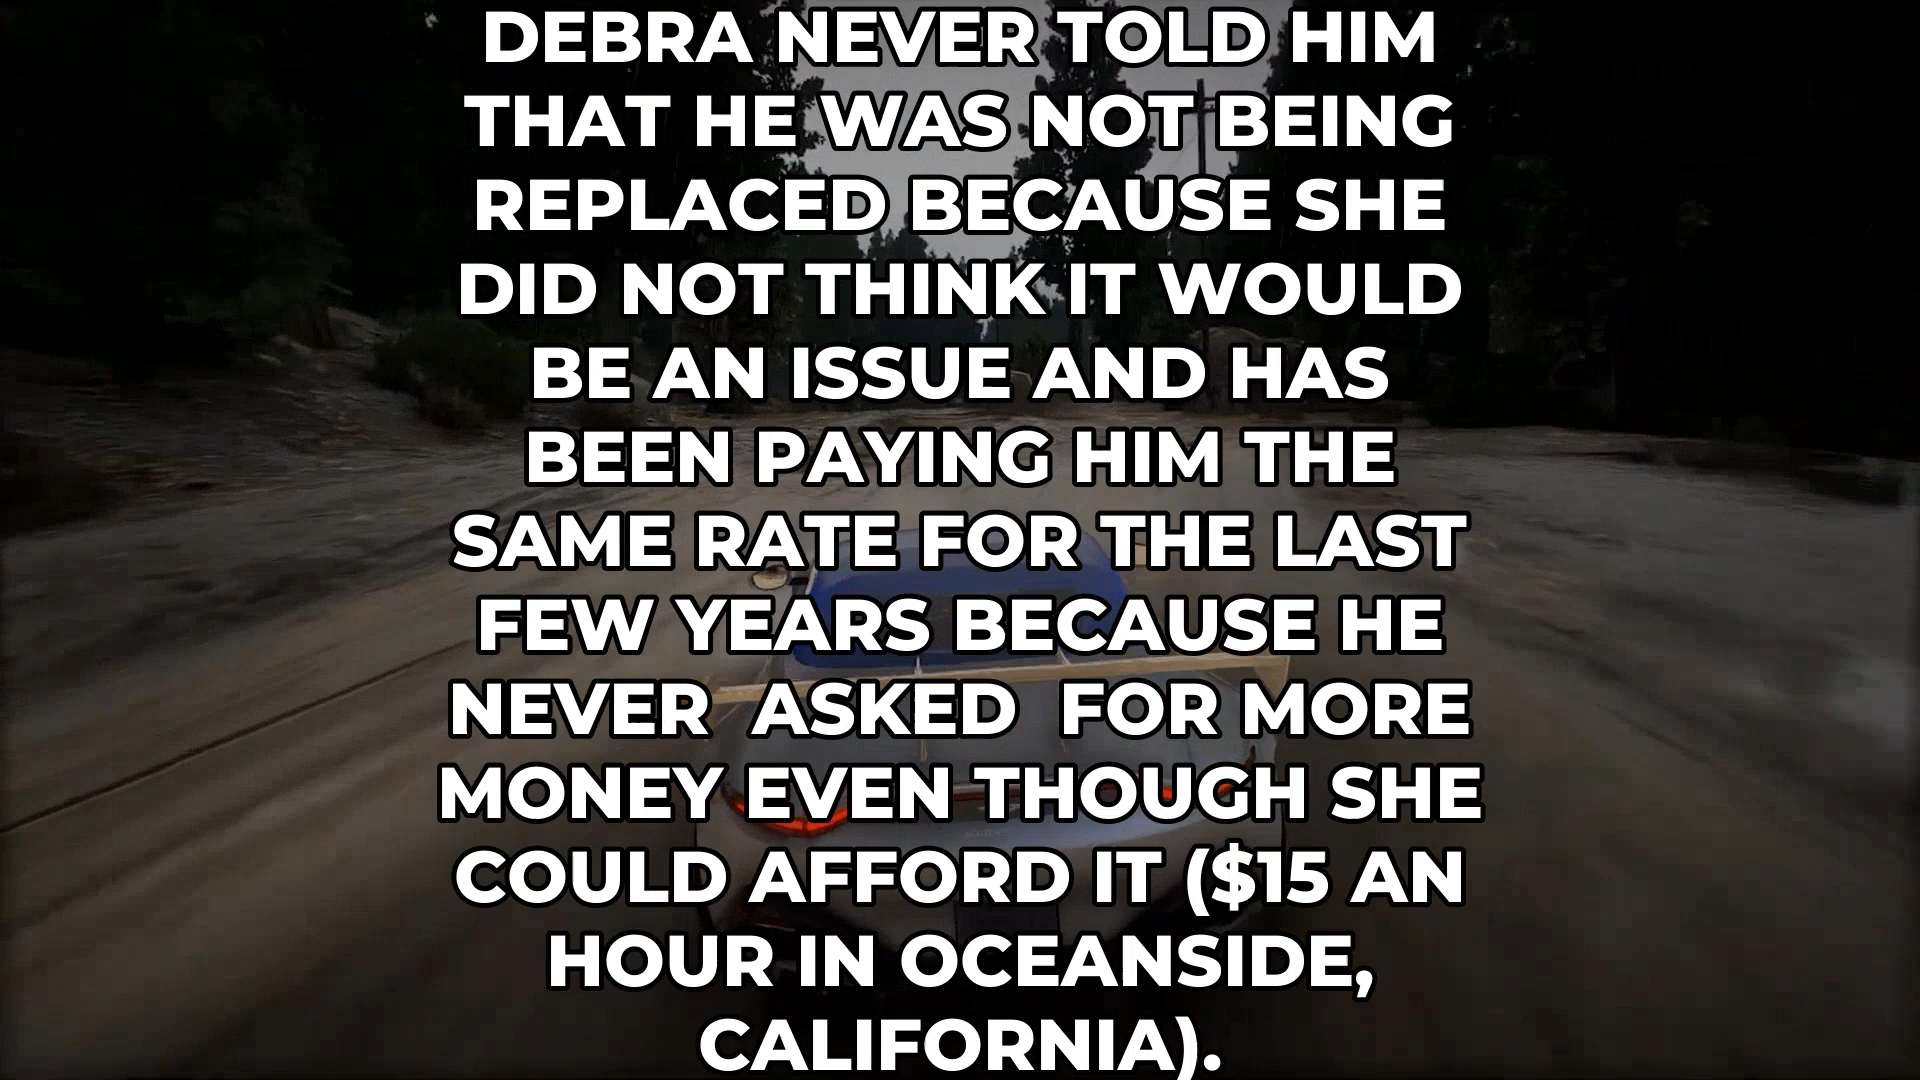 DEBRA NEVER TOLD HIM
THAT HE WAS NOT BEING
REPLACED BECAUSE SHE
DID NOT THINK IT WOULD
BE AN ISSUE AND HAS
BEEN PAYING HIM THE
SAME RATE FOR THE LAST
FEW YEARS BECAUSE HE
NEVER  ASKED  FOR MORE
MONEY EVEN THOUGH SHE
COULD AFFORD IT ($15 AN
HOUR IN OCEANSIDE,
CALIFORNIA).